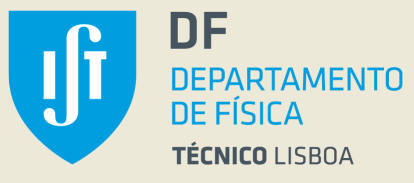 IST
DF
DEPARTAMENTO
DE FÍSICA
TÉCNICO LISBOA